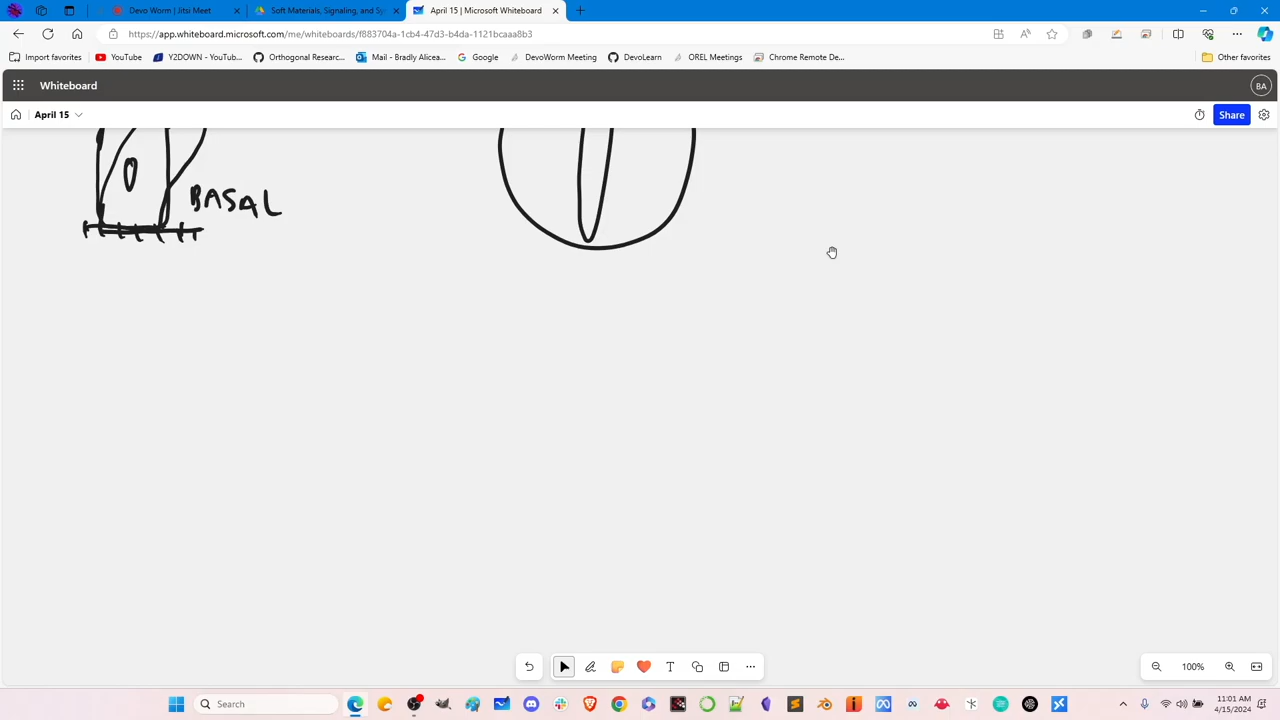 Devo Worm | Jitsi Meet
Soft Materials, Signaling, and Sy
April 15 | Microsoft Whiteboard
https://app.whiteboard.microsoft.com/me/whiteboards/f883704a-1cb4-47d3-b4da-1121bcaaa8b3
Import favorites
YouTube
Y2DOWN - YouTub...
Orthogonal Researc...
Mail - Bradly Alicea...
Google
DevoWorm Meeting
DevoLearn
OREL Meetings
Chrome Remote De...
Other favorites
Whiteboard
BA
April 15
Share
BASAL
100%
Search
11:01 AM
4/15/2024